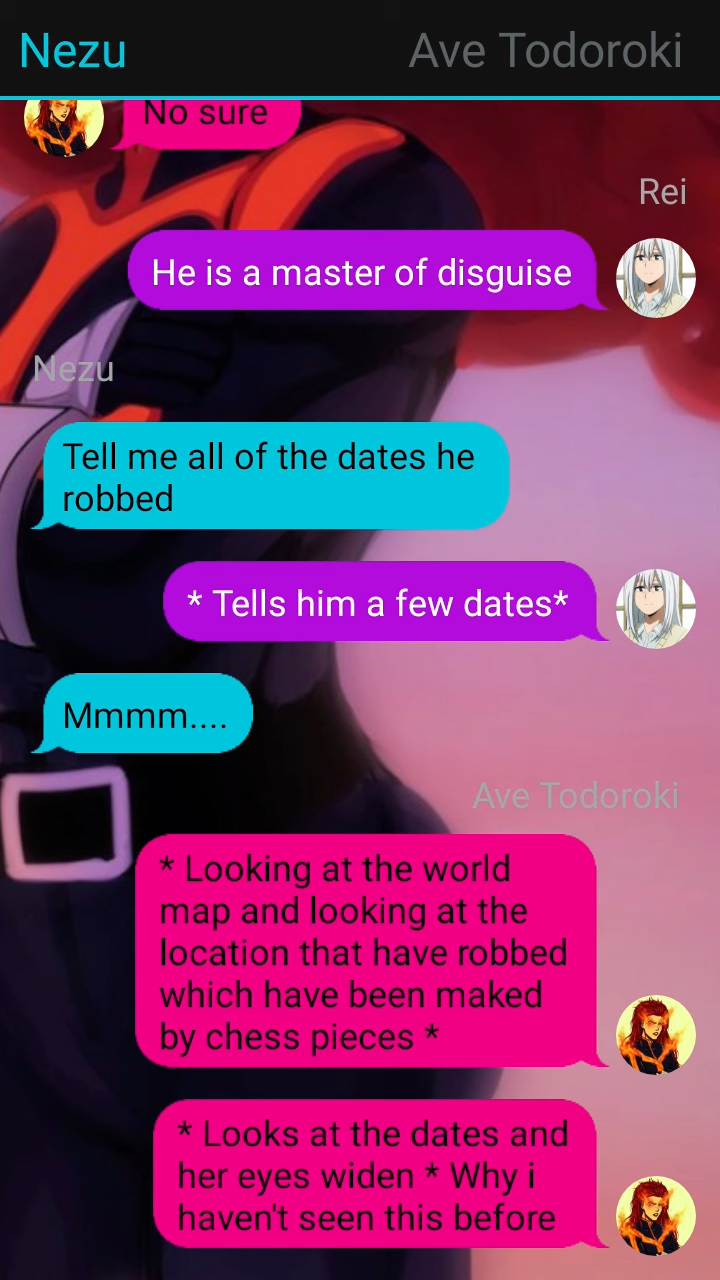 Nezu
Ave Todoroki
No sure
Rei
He is a master of disguise
Nezu
Tell me all of the dates he
robbed
* Tells him a few dates*
Mmmm....
Ave Todoroki
* Looking at the world
map and looking at the
location that have robbed
which have been maked
by chess pieces *
* Looks at the dates and
her eyes widen * Why i
haven't seen this before